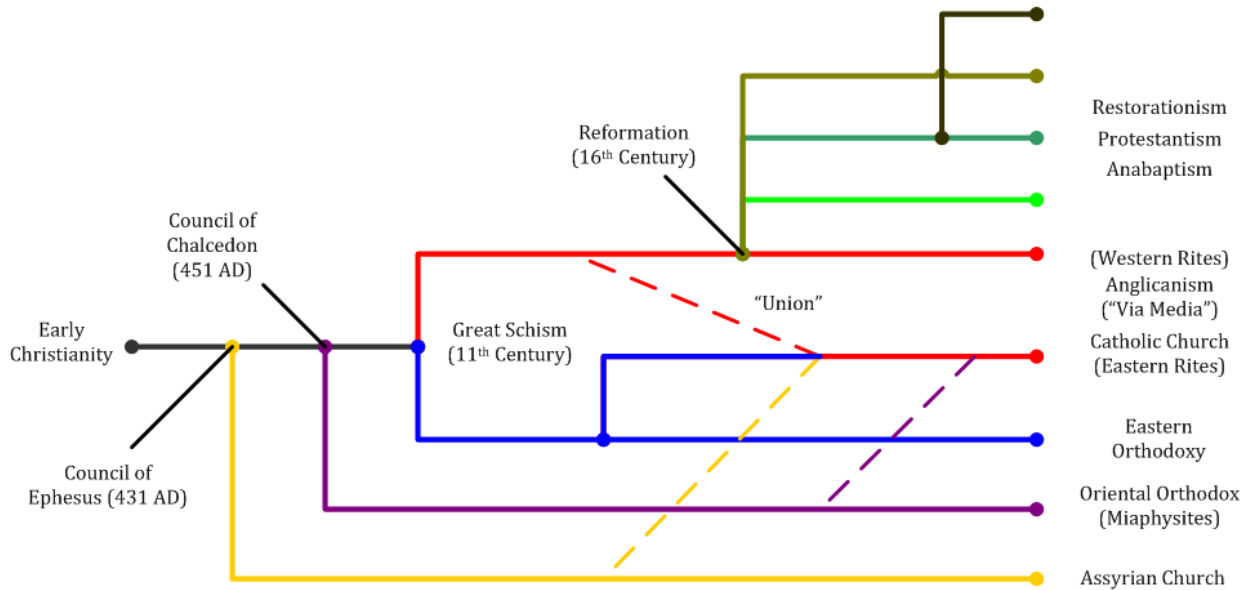 Restorationism
Reformation
(16th Century)
Protestantism
Anabaptism
Council of
Chalcedon
(451 AD)
(Western Rites)
Anglicanism
("Via Media")
"Union"
Early
Christianity
Great Schism
(11th Century)
Catholic Church
(Eastern Rites)
Eastern
Orthodoxy
Council of
Ephesus (431 AD)
Oriental Orthodox
(Miaphysites)
Assyrian Church